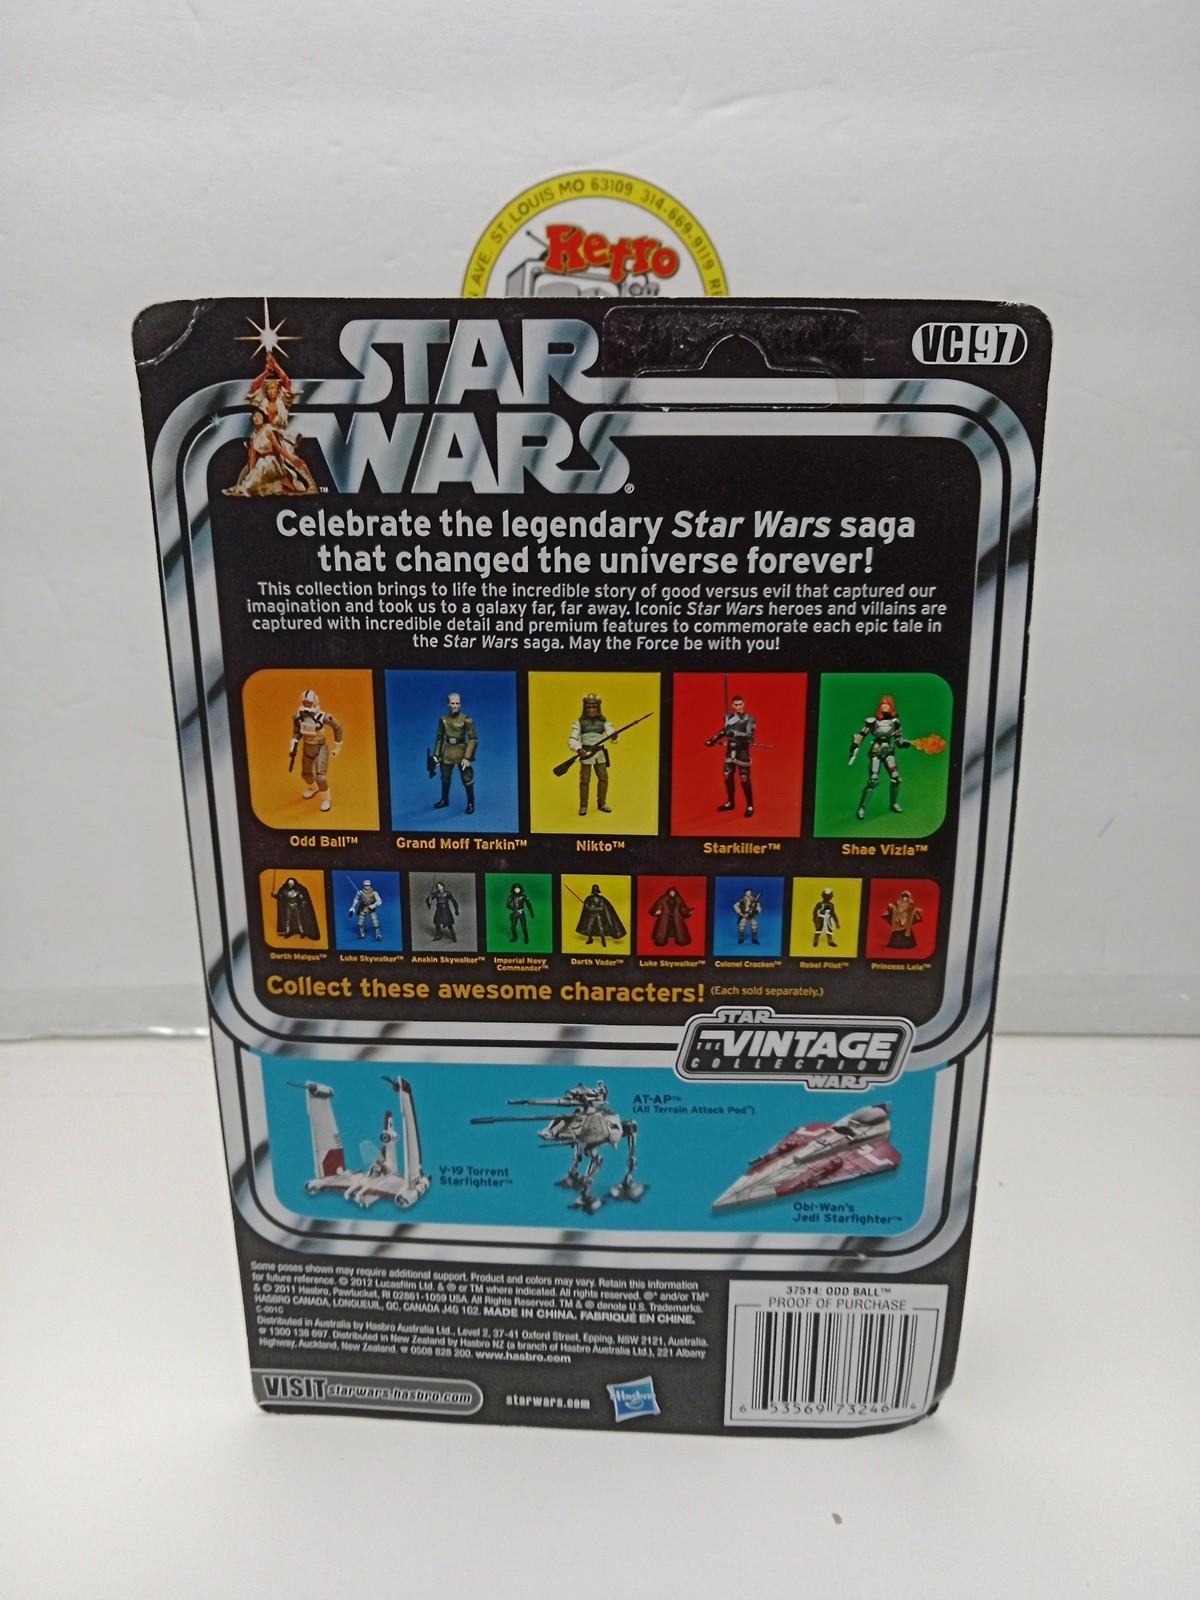 AVE. ST. LOUIS MO 63109 314-669-9119 RE
Retro
STAR
WARS
™
®
VC 97
Celebrate the legendary Star Wars saga
that changed the universe forever!
This collection brings to life the incredible story of good versus evil that captured our
imagination and took us to a galaxy far, far away. Iconic Star Wars heroes and villains are
captured with incredible detail and premium features to commemorate each epic tale in
the Star Wars saga. May the Force be with you!
Odd Ball™
Grand Moff Tarkin™
Nikto™
Starkiller™
Shae Vizla™
Darth Malgus™
Luke Skywalker™
Anakin Skywalker™
Imperial Navy
Commander™
Darth Vader™
Luke Skywalker™
Colonel Cracken™
Rebel Pilot™
Princess Leia™
Collect these awesome characters! (Each sold separately.)
STAR
THE VINTAGE
COLLECTION
WARS
V-19 Torrent
Starfighter™
AT-AP™
(All Terrain Attack Pod™)
Obi-Wan's
Jedi Starfighter™
Some poses shown may require additional support. Product and colors may vary. Retain this information
for future reference. © 2012 Lucasfilm Ltd. & ® or TM where indicated. All rights reserved. ®* and/or TM*
& © 2011 Hasbro, Pawtucket, RI 02861-1059 USA. All Rights Reserved. TM & ® denote U.S. Trademarks.
HASBRO CANADA, LONGUEUIL, QC, CANADA J4G 1G2. MADE IN CHINA. FABRIQUÉ EN CHINE.
C-001C
Distributed in Australia by Hasbro Australia Ltd., Level 2, 37-41 Oxford Street, Epping, NSW 2121, Australia.
☎ 1300 138 697. Distributed in New Zealand by Hasbro NZ (a branch of Hasbro Australia Ltd.), 221 Albany
Highway, Auckland, New Zealand. ☎ 0508 828 200. www.hasbro.com
VISIT starwars.hasbro.com
starwars.com
Hasbro
37514: ODD BALL™
PROOF OF PURCHASE
6 53569 73246 4